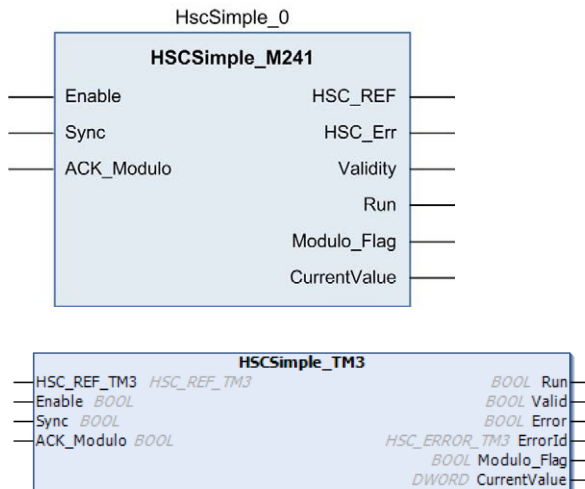 HscSimple_0
HSCSimple_M241
Enable HSC_REF
Sync HSC_Err
ACK_Modulo Validity
Run
Modulo_Flag
CurrentValue
HSCSimple_TM3
HSC_REF_TM3 HSC_REF_TM3 BOOL Run
Enable BOOL BOOL Valid
Sync BOOL BOOL Error
ACK_Modulo BOOL HSC_ERROR_TM3 ErrorId
BOOL Modulo_Flag
DWORD CurrentValue